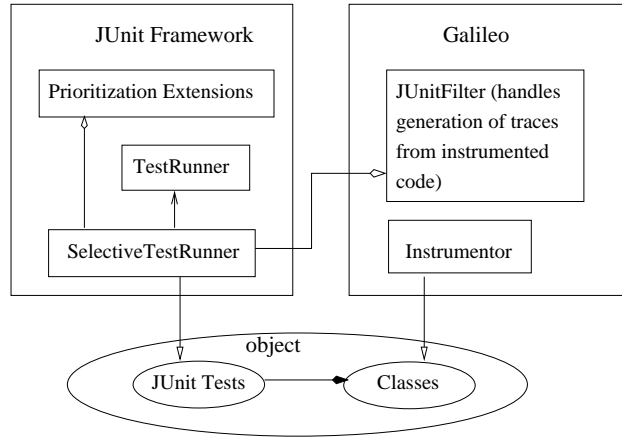 JUnit Framework
Prioritization Extensions
TestRunner
SelectiveTestRunner
Galileo
JUnitFilter (handles
generation of traces
from instrumented
code)
Instrumentor
object
JUnit Tests
Classes